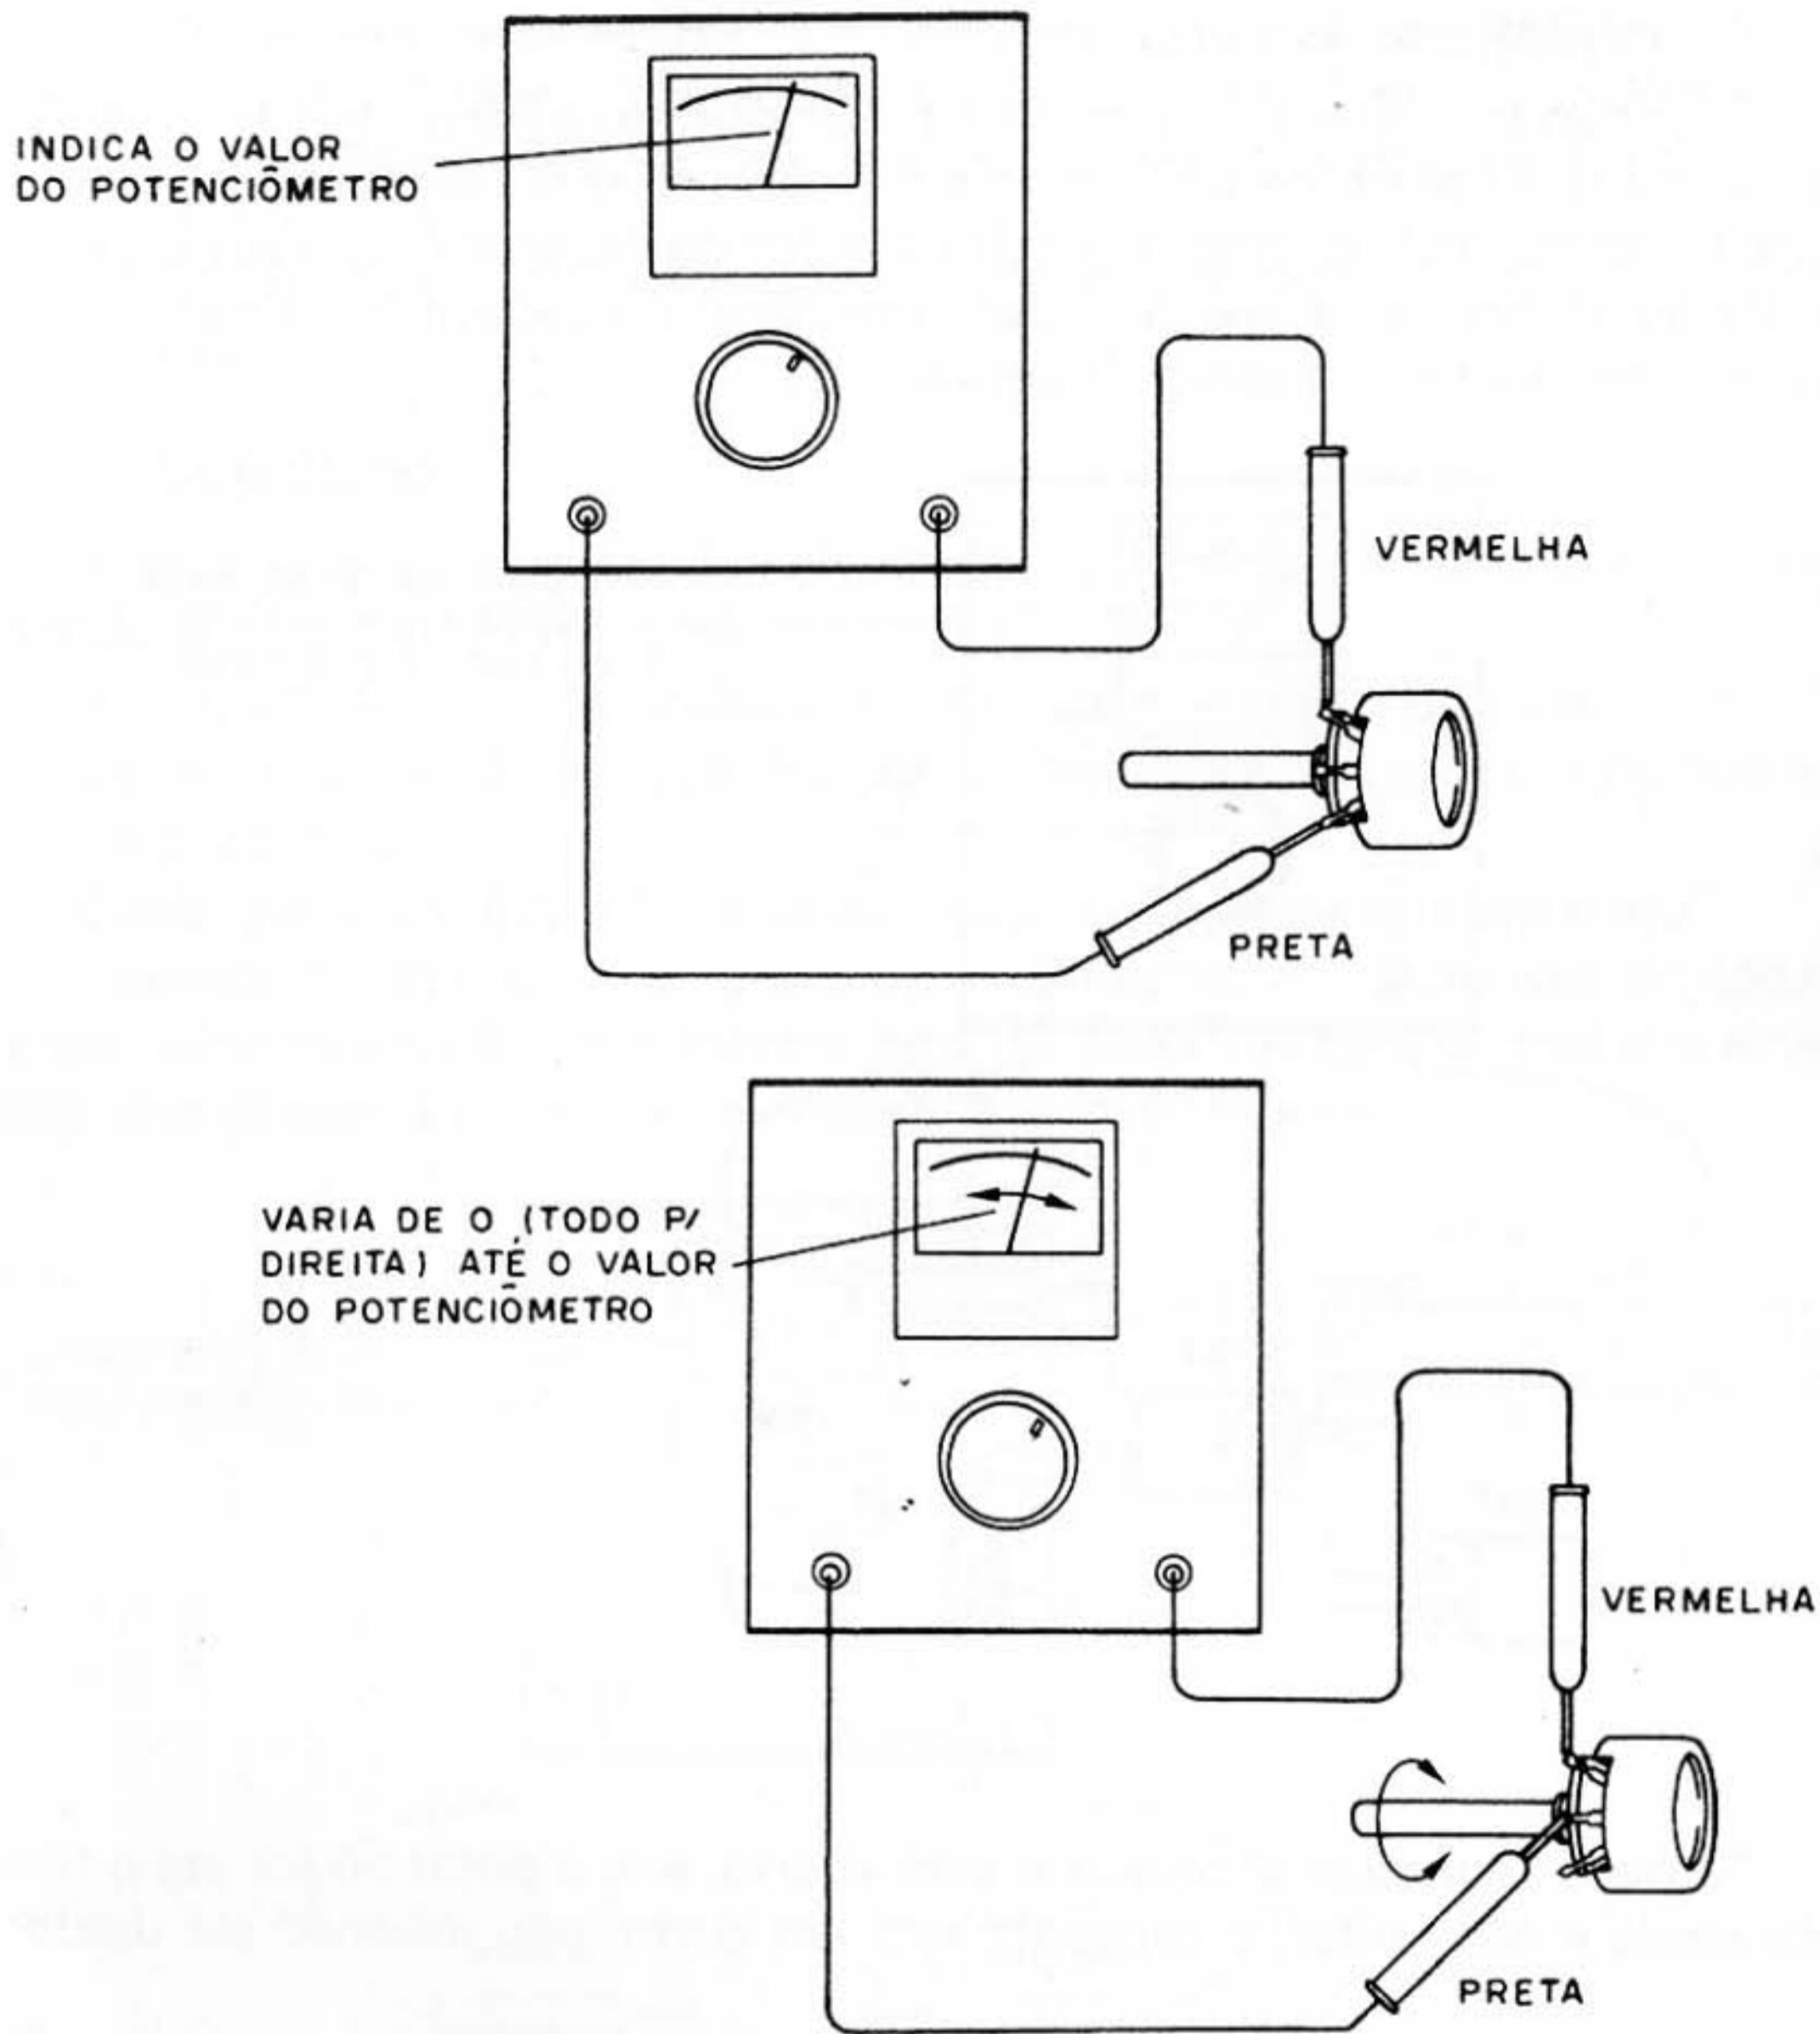 INDICA O VALOR
DO POTENCIÔMETRO
VERMELHA
PRETA
VARIA DE O (TODO P/
DIREITA) ATÉ O VALOR
DO POTENCIÔMETRO
VERMELHA
PRETA